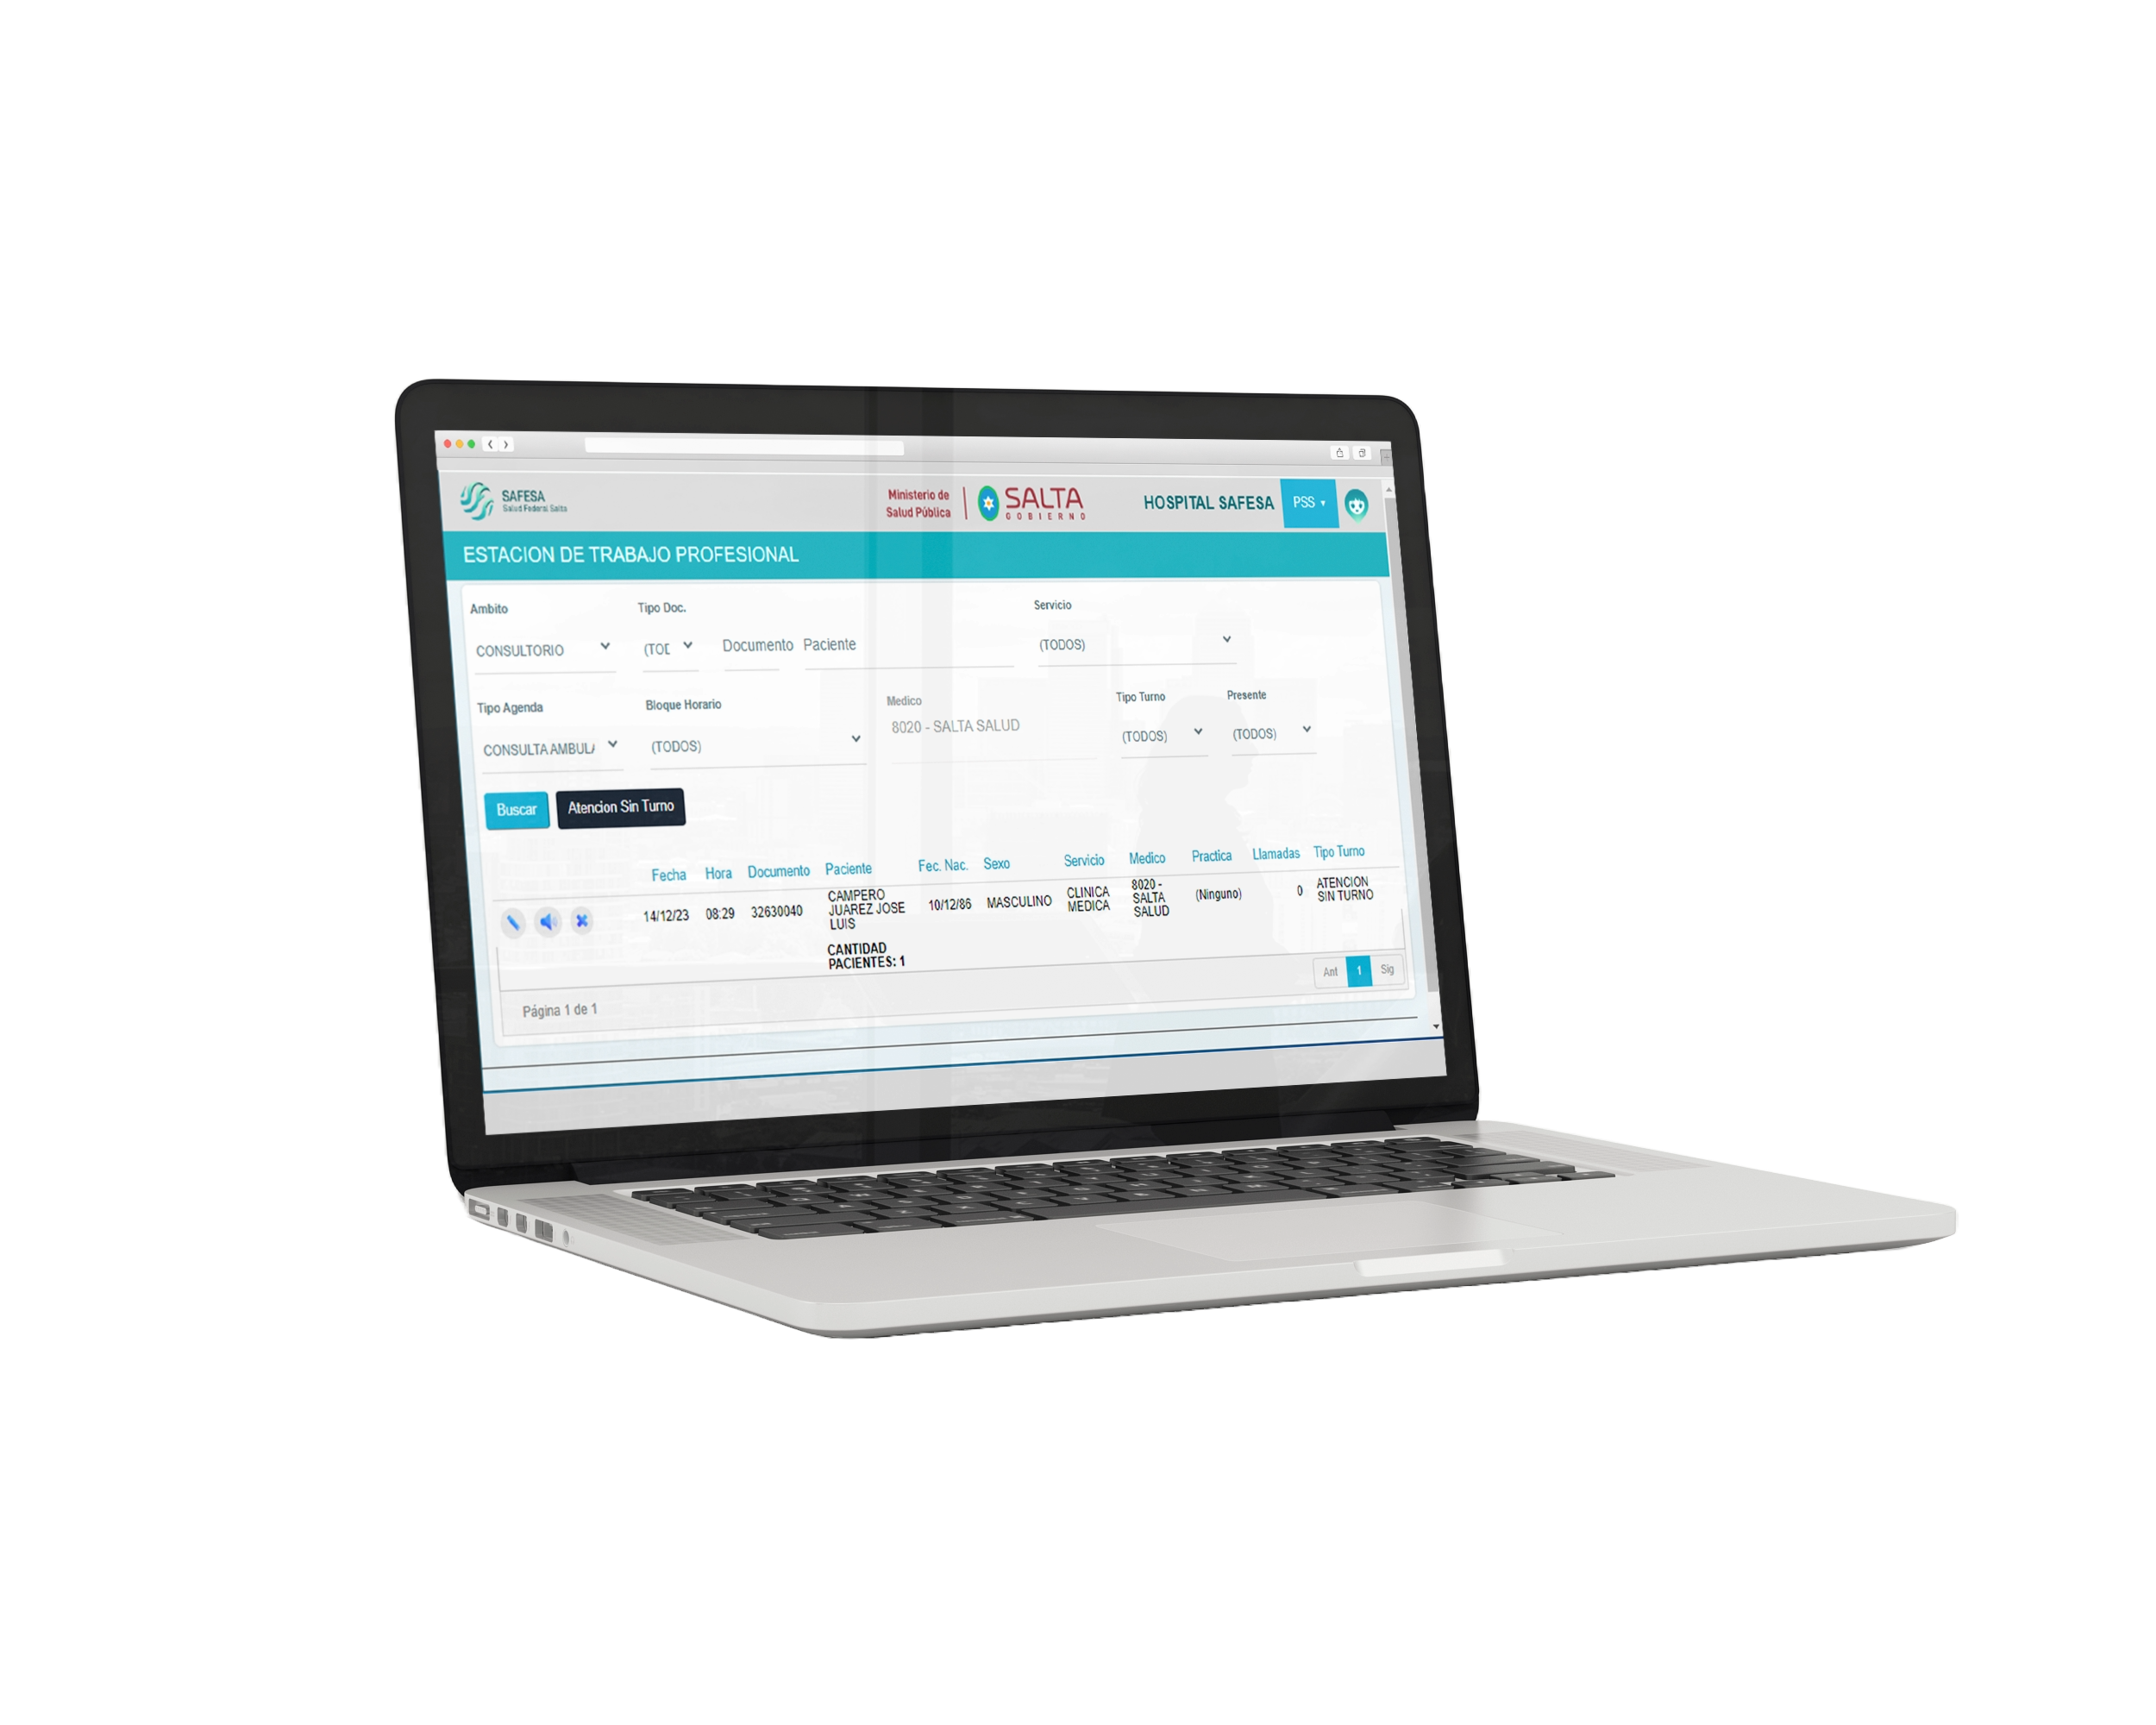 SAFESA
Salud Federal Salta
Ministerio de
Salud Pública
SALTA
GOBIERNO
HOSPITAL SAFESA
PSS
ESTACION DE TRABAJO PROFESIONAL
Ambito
Tipo Doc.
Servicio
CONSULTORIO
(TOD
Documento
Paciente
(TODOS)
Tipo Agenda
Bloque Horario
Medico
Tipo Turno
Presente
CONSULTA AMBUL
(TODOS)
8020 - SALTA SALUD
(TODOS)
(TODOS)
Buscar
Atencion Sin Turno
Fecha Hora Documento Paciente Fec. Nac. Sexo Servicio Medico Practica Llamadas Tipo Turno
14/12/23 08:29 32630040
CAMPERO
JUAREZ JOSE
LUIS
10/12/86 MASCULINO
CLINICA
MEDICA
8020 -
SALTA
SALUD
(Ninguno)
0
ATENCION
SIN TURNO
CANTIDAD
PACIENTES: 1
Ant 1 Sig
Página 1 de 1